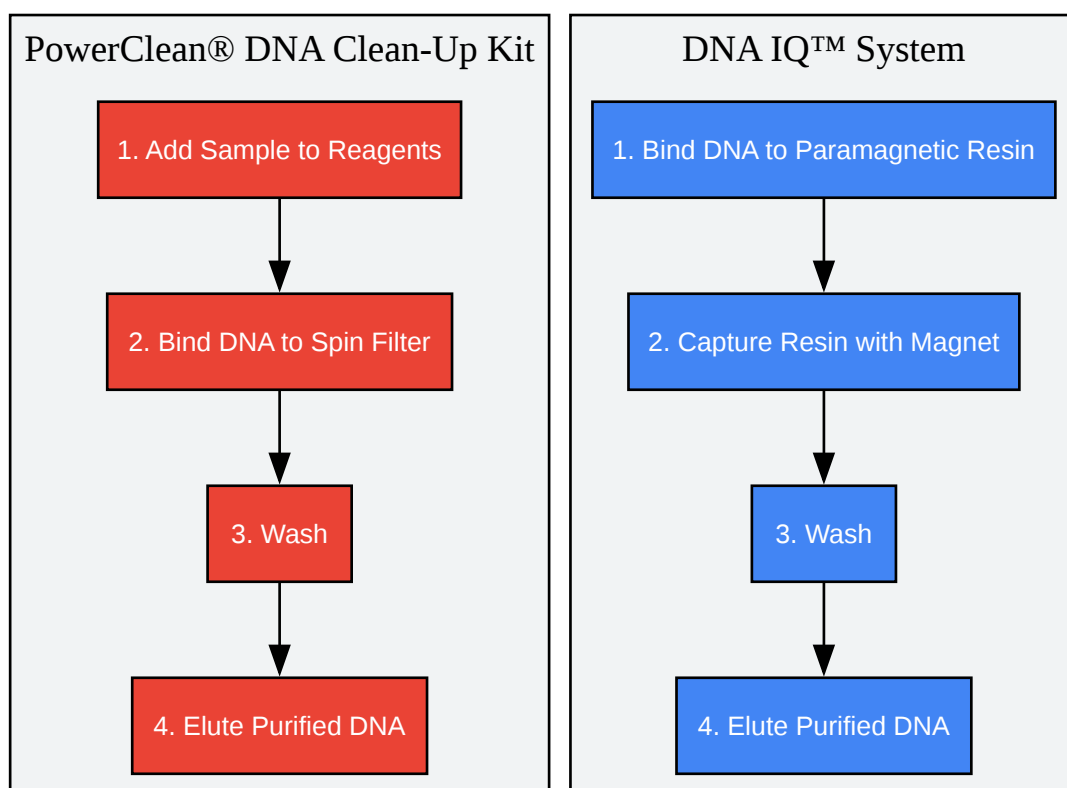 PowerClean® DNA Clean-Up Kit
1. Add Sample to Reagents
2. Bind DNA to Spin Filter
3. Wash
4. Elute Purified DNA
DNA IQ™ System
1. Bind DNA to Paramagnetic Resin
2. Capture Resin with Magnet
3. Wash
4. Elute Purified DNA